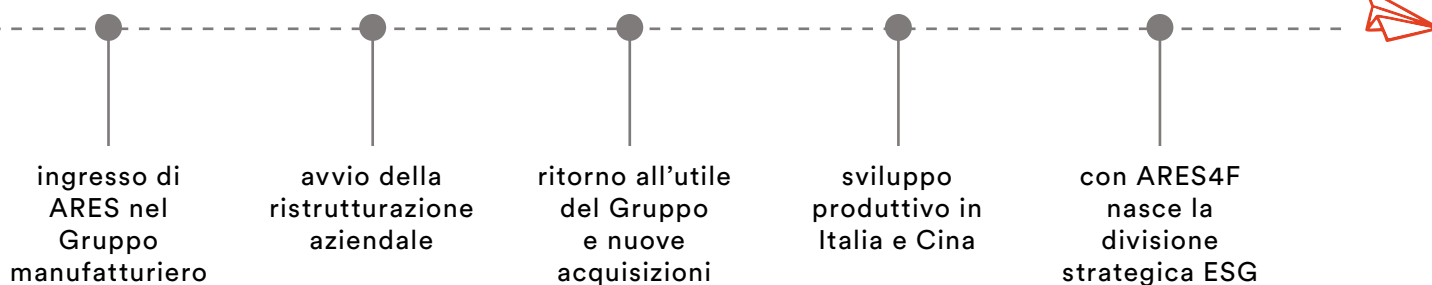 ingresso di
ARES nel
Gruppo
manufatturiero
avvio della
ristrutturazione
aziendale
ritorno all'utile
del Gruppo
e nuove
acquisizioni
sviluppo
produttivo in
Italia e Cina
con ARES4F
nasce la
divisione
strategica ESG